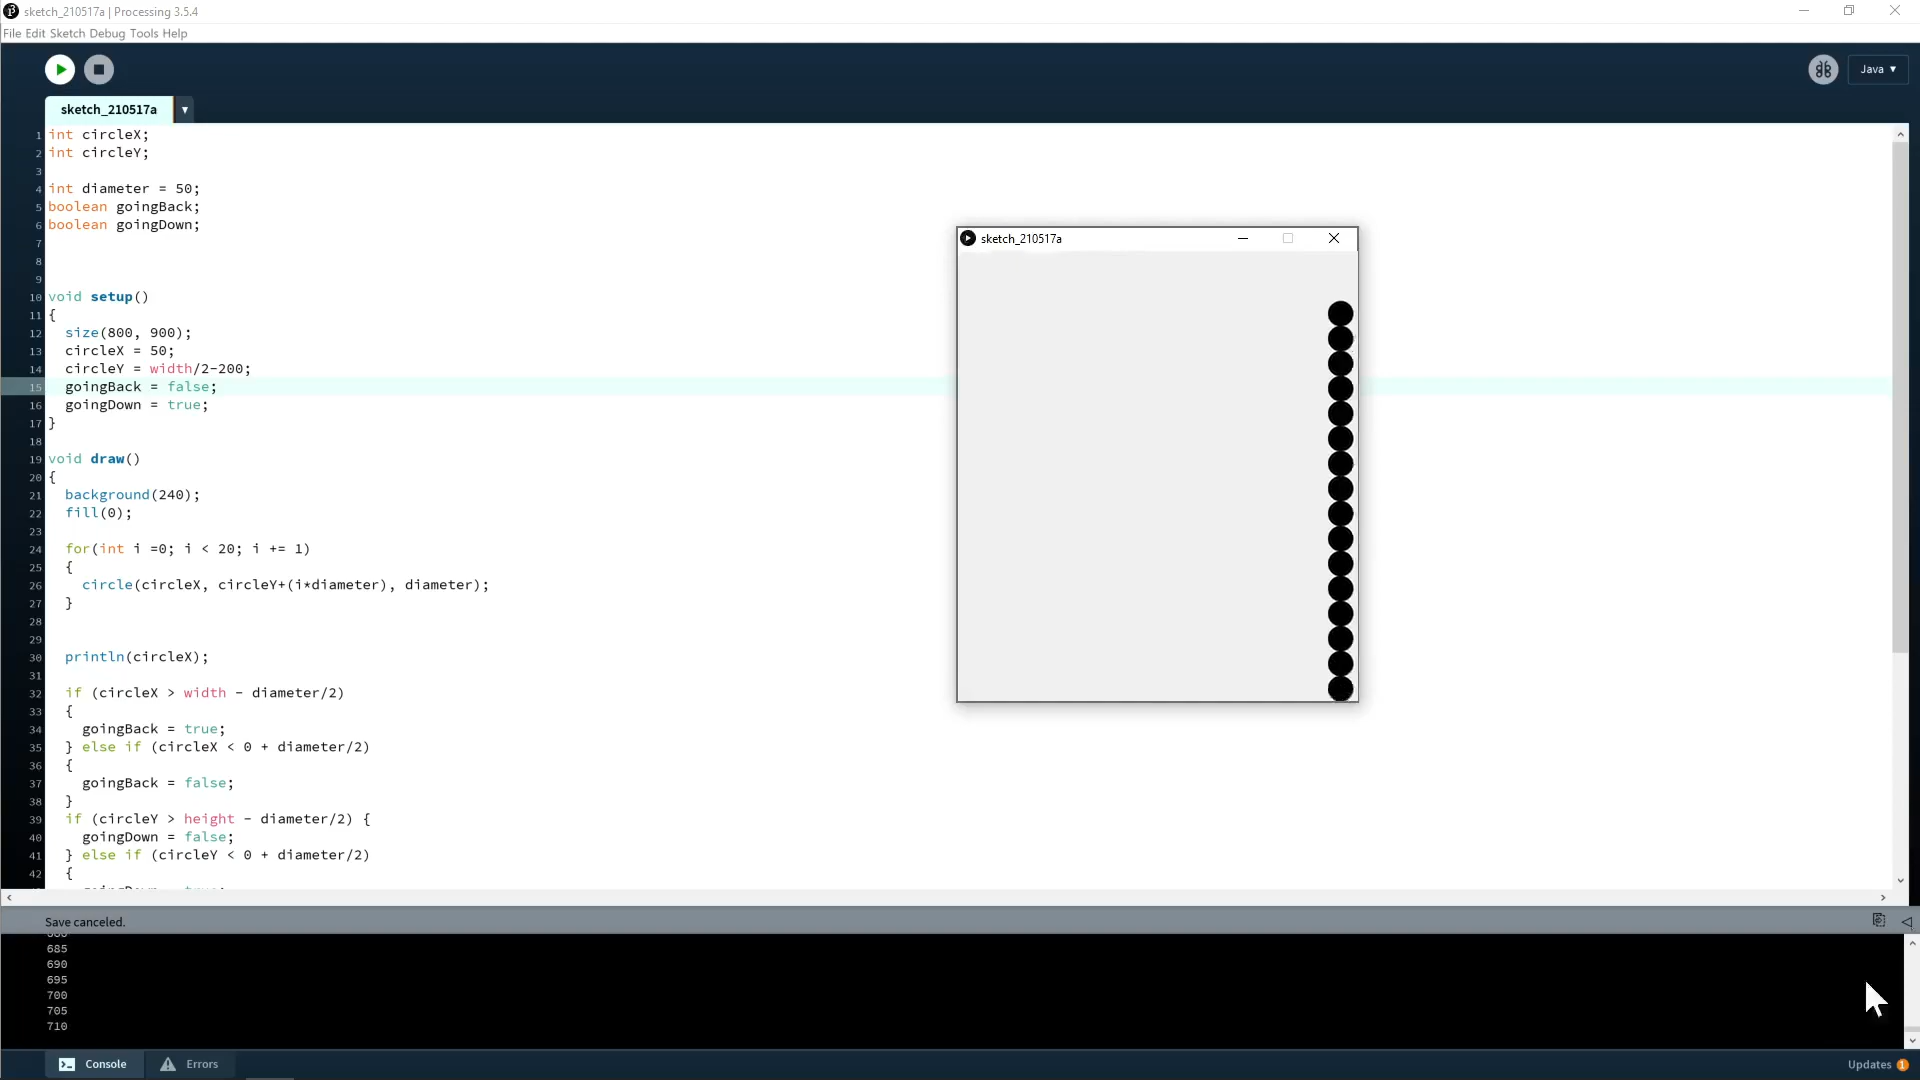 sketch_210517a | Processing 3.5.4
File Edit Sketch Debug Tools Help
Java ▼
sketch_210517a ▼
1 int circleX;
2 int circleY;
3
4 int diameter = 50;
5 boolean goingBack;
6 boolean goingDown;
7
8
9
10 void setup()
11 {
12 size(800, 900);
13 circleX = 50;
14 circleY = width/2-200;
15 goingBack = false;
16 goingDown = true;
17 }
18
19 void draw()
20 {
21 background(240);
22 fill(0);
23
24 for(int i =0; i < 20; i += 1)
25 {
26 circle(circleX, circleY+(i*diameter), diameter);
27 }
28
29
30 println(circleX);
31
32 if (circleX > width - diameter/2)
33 {
34 goingBack = true;
35 } else if (circleX < 0 + diameter/2)
36 {
37 goingBack = false;
38 }
39 if (circleY > height - diameter/2) {
40 goingDown = false;
41 } else if (circleY < 0 + diameter/2)
42 {
sketch_210517a
Save canceled.
685
690
695
700
705
710
Console
Errors
Updates 1